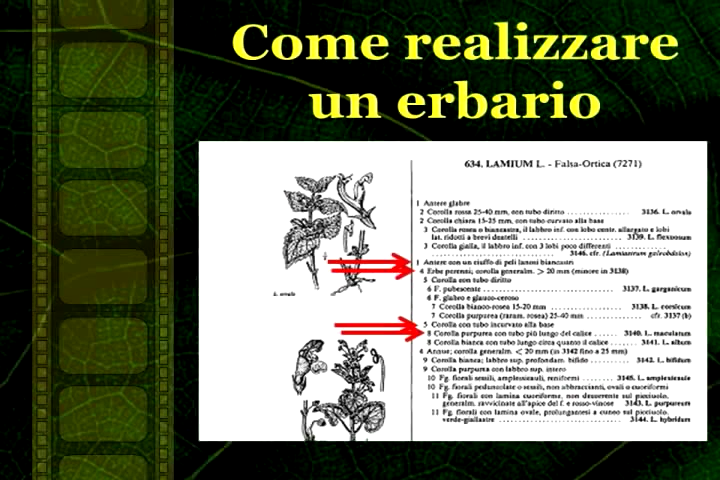 Come realizzare
un erbario
634. LAMIUM L. - Falsa-Ortica (7271)
1 Antere glabre
2 Corolla rossa 25-40 mm, con tubo diritto .................. 3136. L. orvala
2 Corolla chiara 15-25 mm, con tubo curvato alla base
3 Corolla rosea o biancastra, il labbro inf. con lobo centr. allargato e lobi
lat. ridotti a brevi dentelli .................. 3139. L. flexuosum
3 Corolla gialla, il labbro inf. con 3 lobi poco differenti ..........
.................. 3146. cfr. (Lamiastrum galeobdolon)
1 Antere con un ciuffo di peli lanosi biancastri
4 Erbe perenni; corolla generalm. > 20 mm (minore in 3138)
5 Corolla con tubo diritto
6 F. pubescente .................. 3137. L. garganicum
6 F. glabro e glauco-ceroso
7 Corolla bianco-rosea 15-20 mm .......... 3138. L. corsicum
7 Corolla purpurea (raram. rosea) 25-40 mm .......... cfr. 3137 (b)
5 Corolla con tubo incurvato alla base
8 Corolla purpurea con tubo più lungo del calice ...... 3140. L. maculatum
8 Corolla bianca con tubo lungo circa quanto il calice ...... 3141. L. album
4 Annue; corolla generalm. < 20 mm (in 3142 fino a 25 mm)
9 Corolla bianca; labbro sup. profondam. bifido .......... 3142. L. bifidum
9 Corolla purpurea con labbro sup. intero
10 Fg. fiorali sessili, amplessicauli, reniformi ........ 3145. L. amplexicaule
10 Fg. fiorali peduncolate o sessili, non abbraccianti, ovali o cuoriformi
11 Fg. fiorali con lamina cuoriforme, non decorrente sul picciuolo,
generalm. ravvicinate all'apice del f. e rosso-vinose 3143. L. purpureum
11 Fg. fiorali con lamina ovale, prolungantesi a cuneo sul picciuolo,
verde-giallastre .................. 3144. L. hybridum
L. orvala